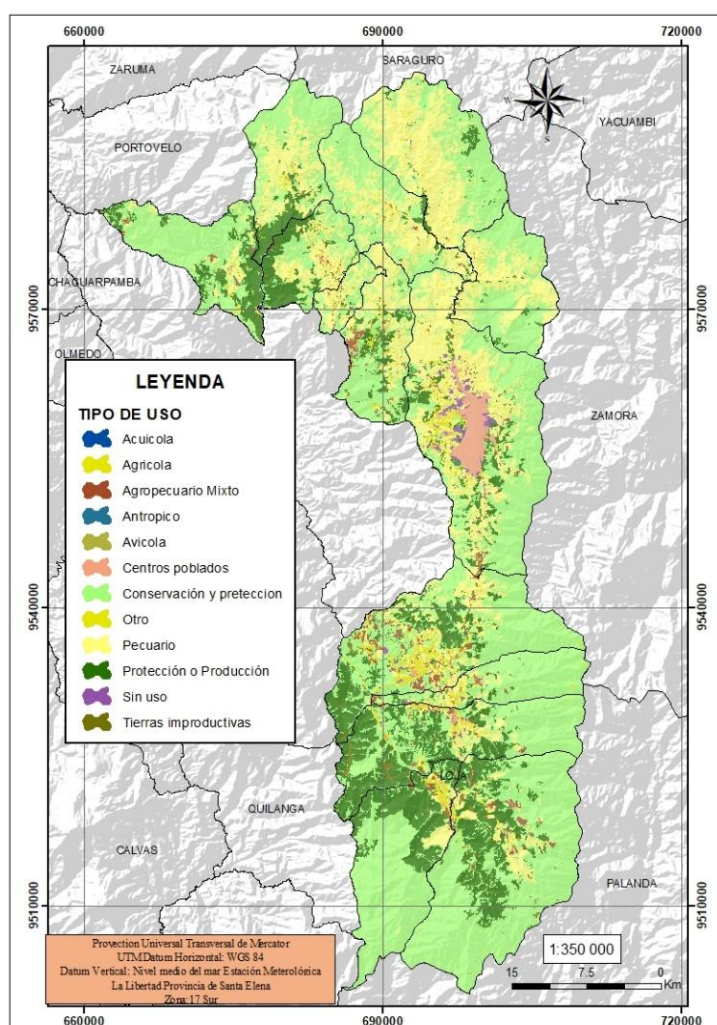 660000
690000
720000
ZARUMA
SARAGURO
YACUAMBI
PORTOVELO
CHAGUARPAMBA
9570000
9570000
OLMEDO
W
S
ZAMORA
LEYENDA
TIPO DE USO
Acuicola
Agricola
Agropecuario Mixto
Antropico
Avicola
Centros poblados
Conservación y preteccion
Otro
Pecuario
Protección o Producción
Sin uso
Tierras improductivas
9540000
9540000
LOJA
QUILANGA
CALVAS
PALANDA
9510000
9510000
Provection Universal Transversal de Mercator
UTMDatum Horizontal: WGS 84
Datum Vertical: Nivel medio del mar Estación Meterológica
La Libertad Provincia de Santa Elena
Zona: 17 Sur
1:350 000
15 7.5 0
Km
660000
690000
720000